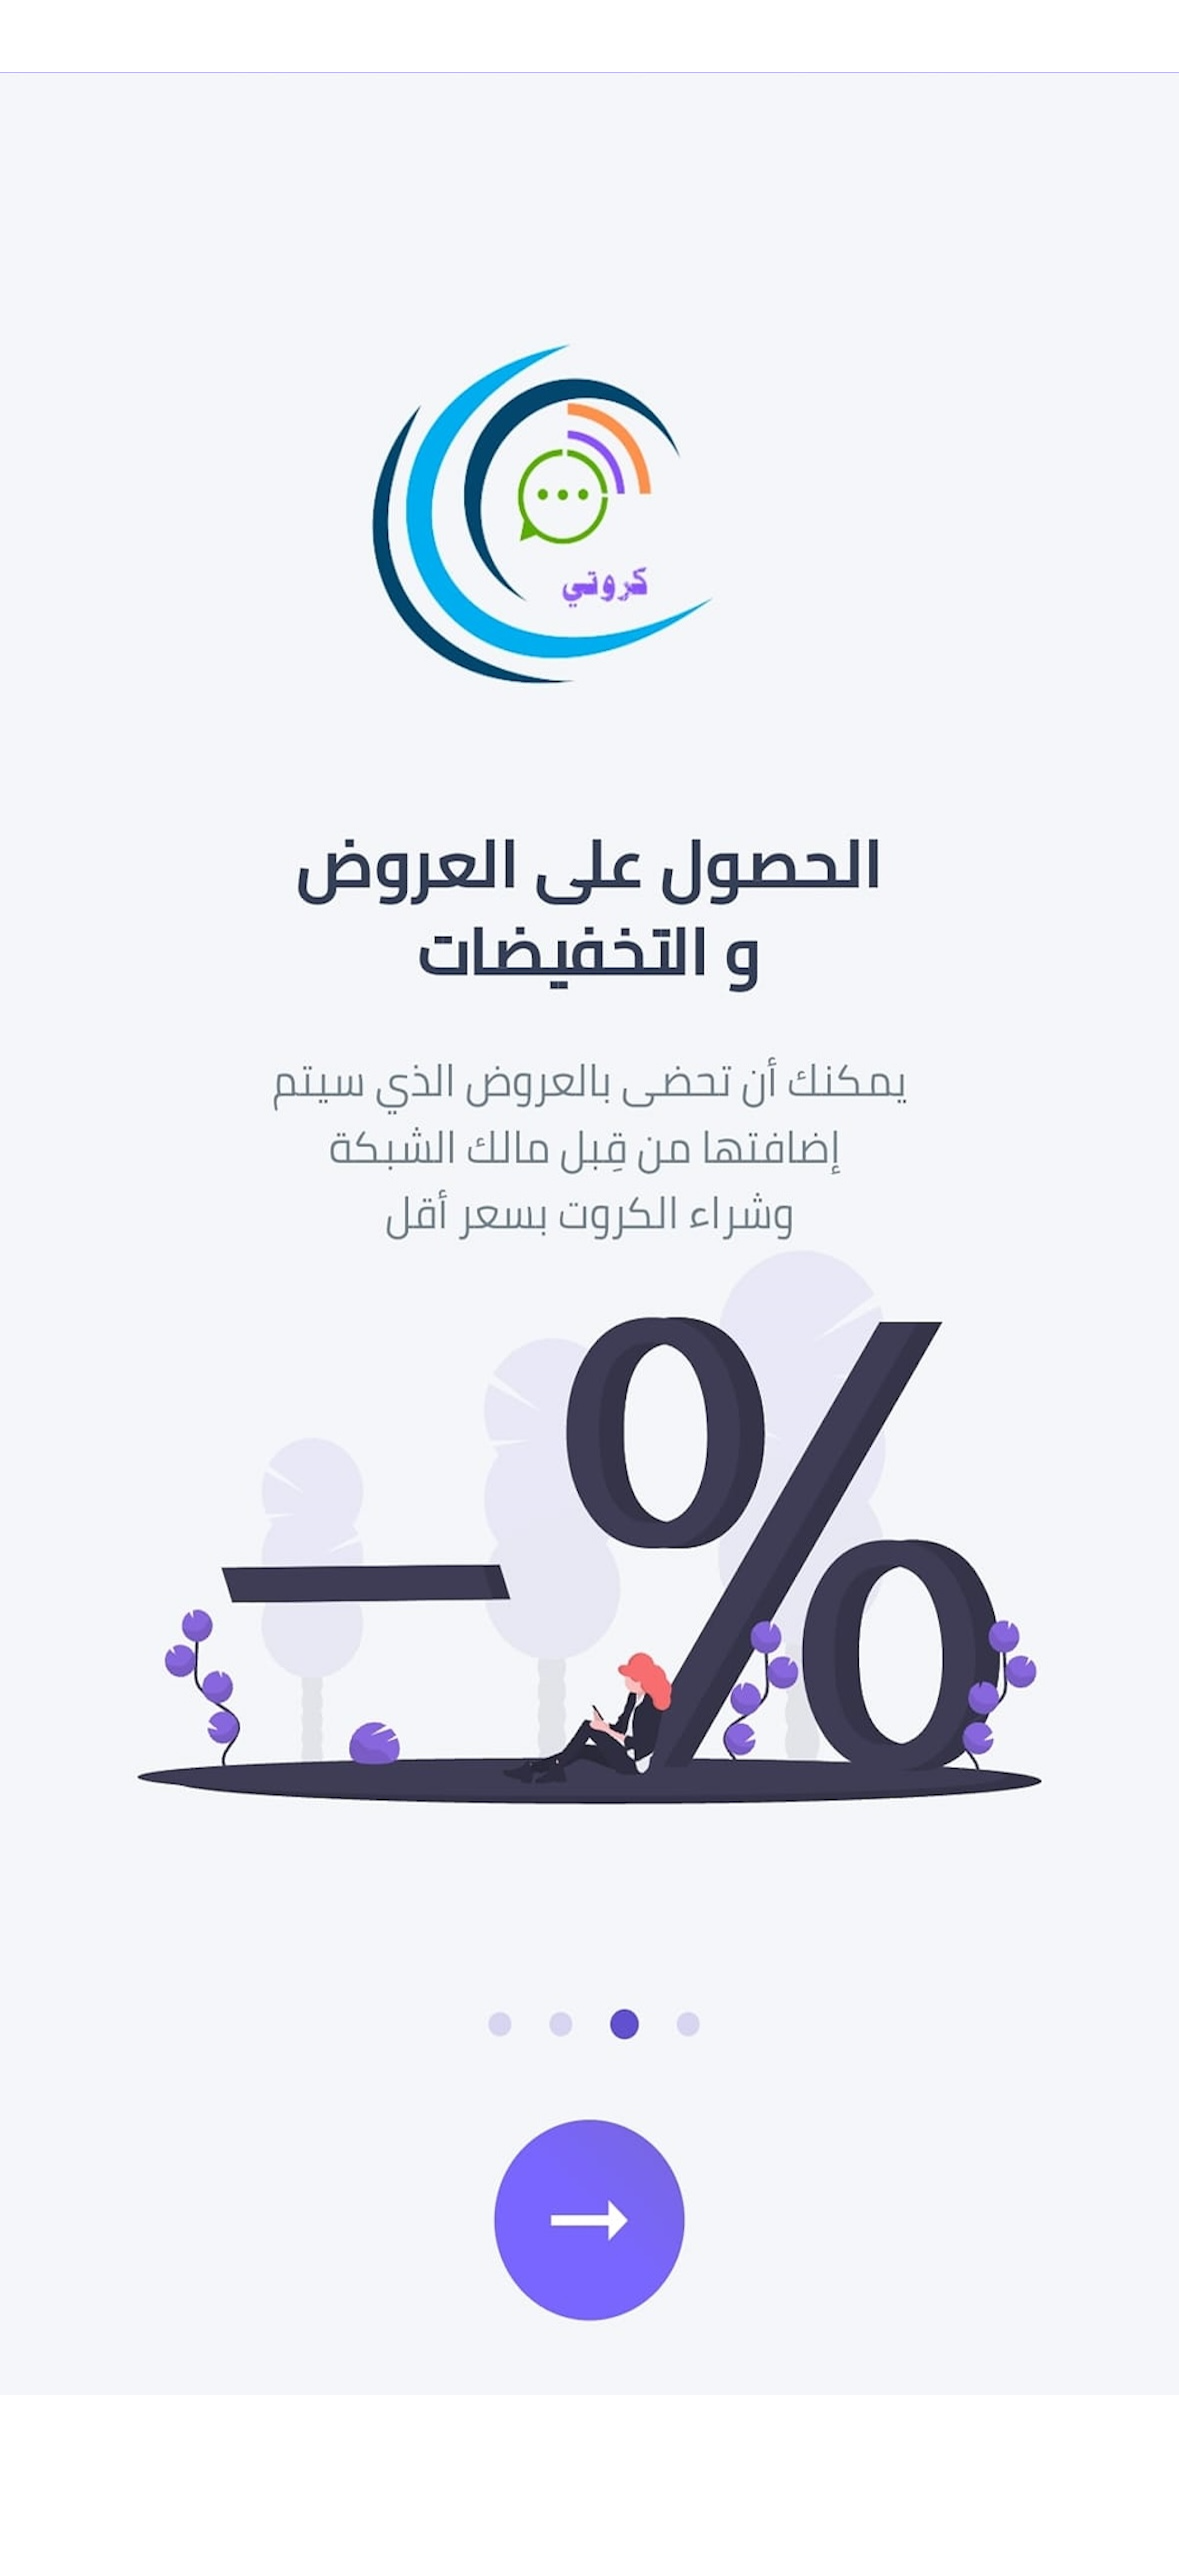 كروتي
الحصول على العروض
و التخفيضات
يمكنك أن تحضى بالعروض الذي سيتم
إضافتها من قِبل مالك الشبكة
وشراء الكروت بسعر أقل
%-